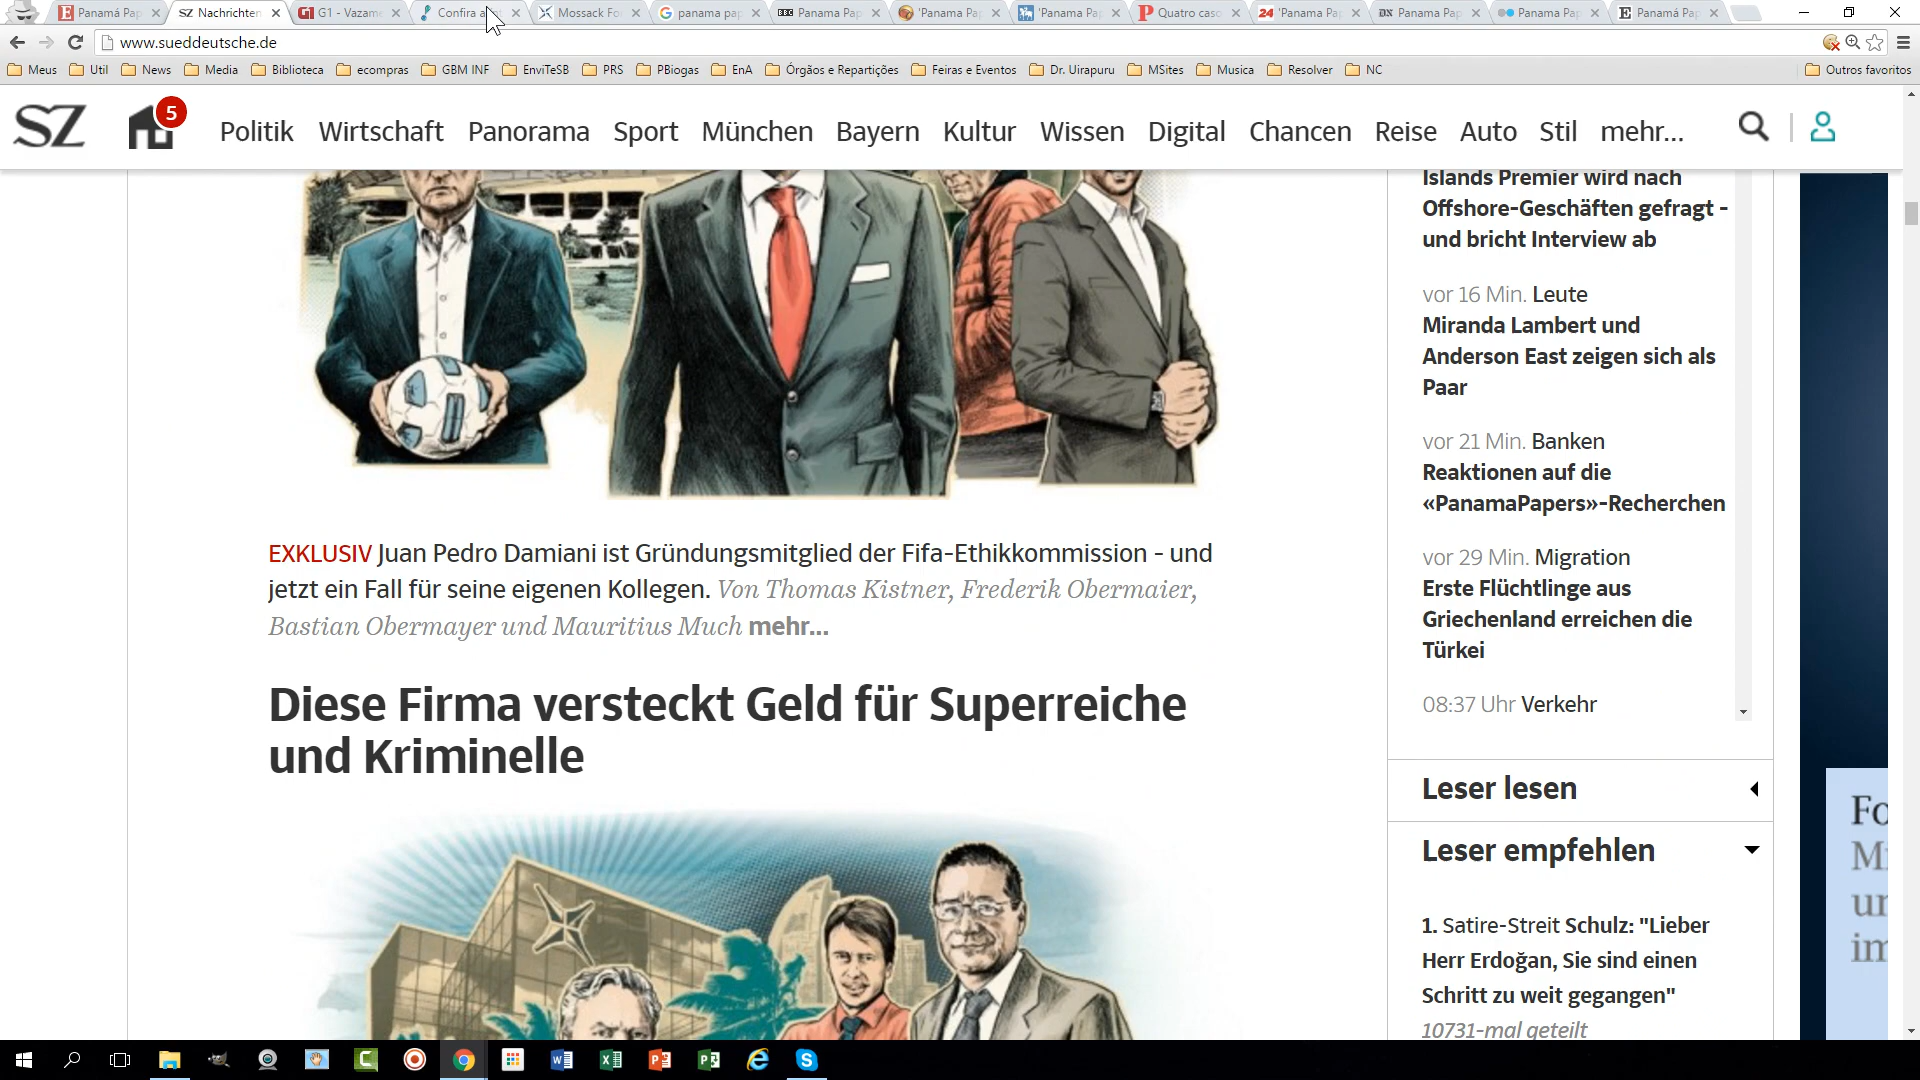 Panamá Pap
SZ Nachrichten
G1 - Vazame
Confira a
Mossack Fo
panama pap
BBC Panama Pap
'Panama Pap
'Panama Pap
Quatro caso
24 'Panama Pa
Panama Pap
Panama Pap
Panamá Pap
www.sueddeutsche.de
Meus Util News Media Biblioteca ecompras GBM INF EnviTeSB PRS PBiogas EnA Órgãos e Repartições Feiras e Eventos Dr. Uirapuru MSites Musica Resolver NC Outros favoritos
SZ 5 Politik Wirtschaft Panorama Sport München Bayern Kultur Wissen Digital Chancen Reise Auto Stil mehr...
EXKLUSIV Juan Pedro Damiani ist Gründungsmitglied der Fifa-Ethikkommission - und
jetzt ein Fall für seine eigenen Kollegen. Von Thomas Kistner, Frederik Obermaier,
Bastian Obermayer und Mauritius Much mehr...
Diese Firma versteckt Geld für Superreiche
und Kriminelle
Islands Premier wird nach
Offshore-Geschäften gefragt -
und bricht Interview ab
vor 16 Min. Leute
Miranda Lambert und
Anderson East zeigen sich als
Paar
vor 21 Min. Banken
Reaktionen auf die
«PanamaPapers»-Recherchen
vor 29 Min. Migration
Erste Flüchtlinge aus
Griechenland erreichen die
Türkei
08:37 Uhr Verkehr
Leser lesen
Leser empfehlen
1. Satire-Streit Schulz: "Lieber
Herr Erdoğan, Sie sind einen
Schritt zu weit gegangen"
10731-mal geteilt